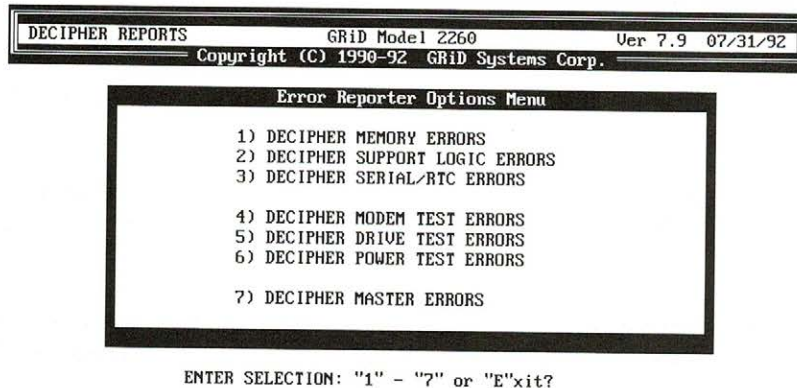 DECIPHER REPORTS GRiD Model 2260 Ver 7.9 07/31/92
Copyright (C) 1990-92 GRiD Systems Corp.
Error Reporter Options Menu
1) DECIPHER MEMORY ERRORS
2) DECIPHER SUPPORT LOGIC ERRORS
3) DECIPHER SERIAL/RTC ERRORS
4) DECIPHER MODEM TEST ERRORS
5) DECIPHER DRIVE TEST ERRORS
6) DECIPHER POWER TEST ERRORS
7) DECIPHER MASTER ERRORS
ENTER SELECTION: "1" - "7" or "E"xit?